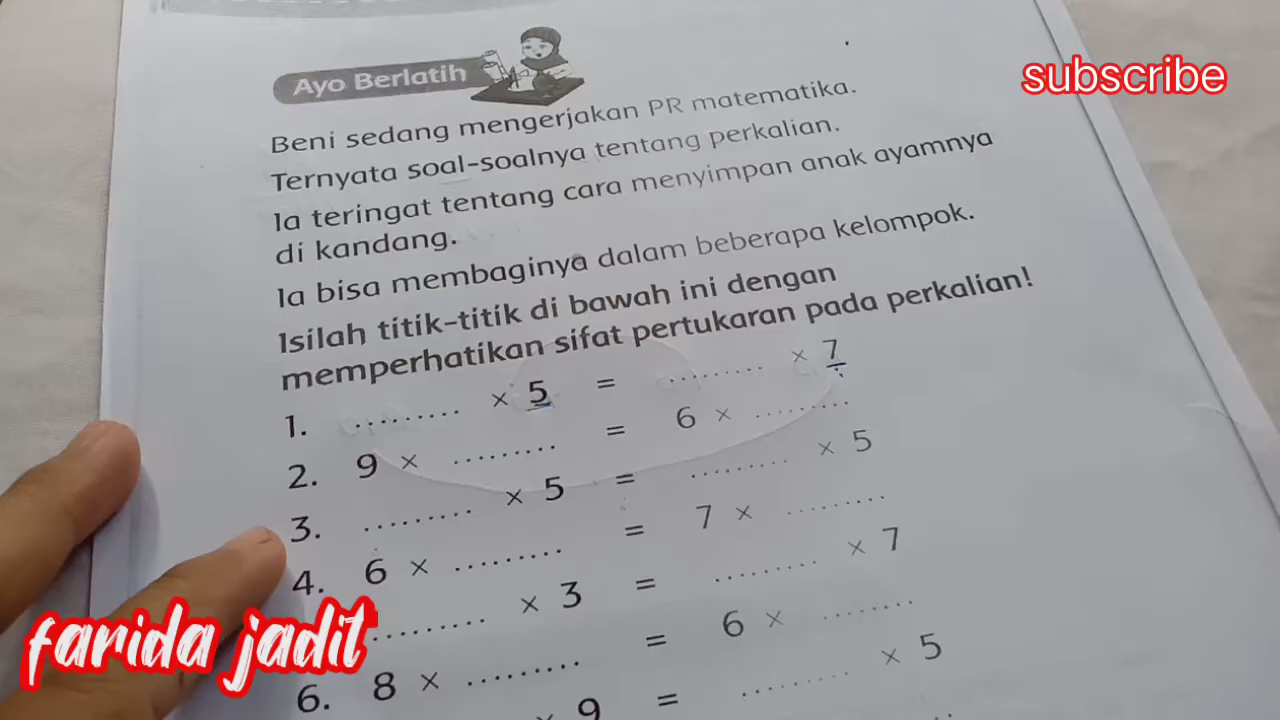 Ayo Berlatih
subscribe
Beni sedang mengerjakan PR matematika.
Ternyata soal-soalnya tentang perkalian.
Ia teringat tentang cara menyimpan anak ayamnya
di kandang.
Ia bisa membaginya dalam beberapa kelompok.
Isilah titik-titik di bawah ini dengan
memperhatikan sifat pertukaran pada perkalian!
1. ......... × 5 = ......... × 7
2. 9 × ......... = 6 × .........
3. ......... × 5 = ......... × 5
4. 6 × ......... = 7 × .........
......... × 3 = ......... × 7
6. 8 × ......... = 6 × .........
× 9 = ......... × 5
farida jadit